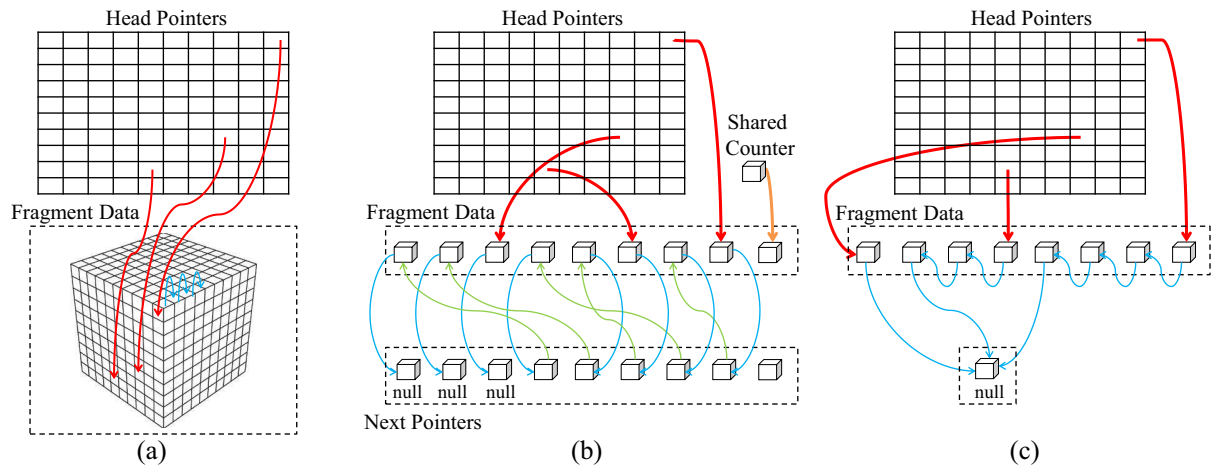 Head Pointers
Head Pointers
Head Pointers
Shared
Counter
Fragment Data
Fragment Data
Fragment Data
null
null
null
null
Next Pointers
(a)
(b)
(c)